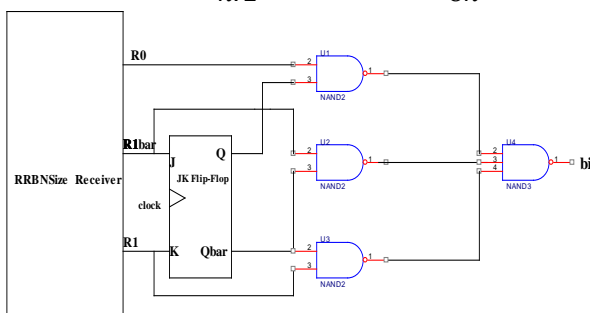 R0
U1
2
3
1
NAND2
R1bar
J
Q
JK Flip-Flop
clock
K
Qbar
RRBNSize Receiver
R1
U2
2
3
1
NAND2
U3
2
3
1
NAND2
U4
2
3
4
1
NAND3
bi